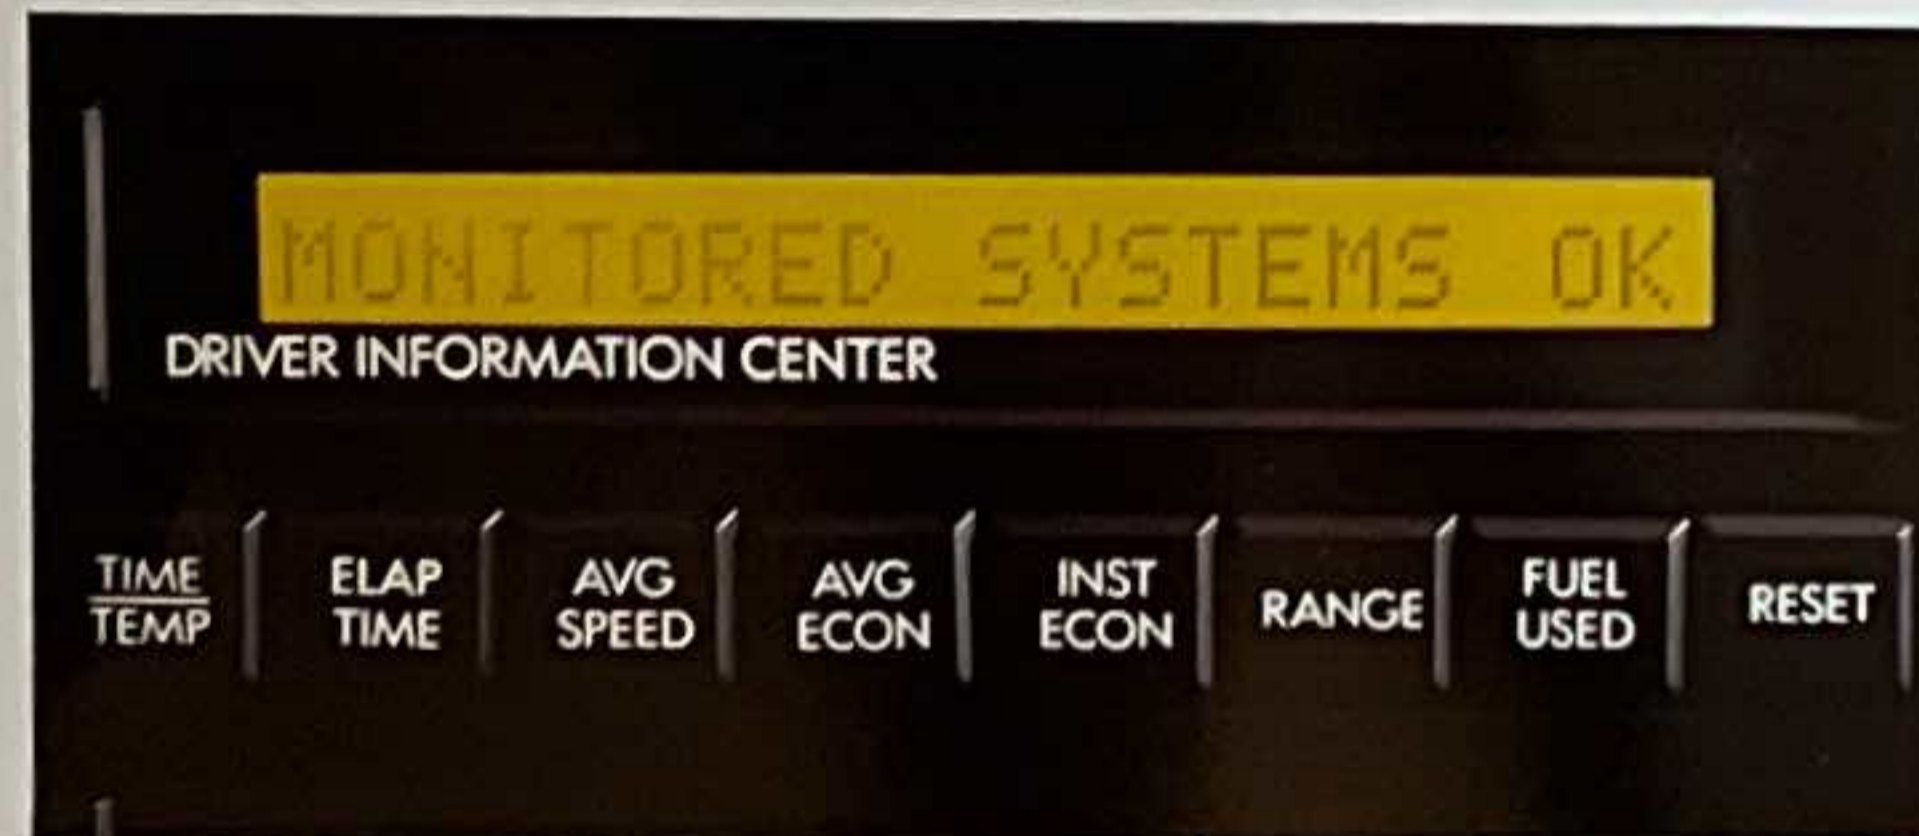 MONITORED SYSTEMS OK
DRIVER INFORMATION CENTER
TIME
TEMP
ELAP
TIME
AVG
SPEED
AVG
ECON
INST
ECON
RANGE
FUEL
USED
RESET